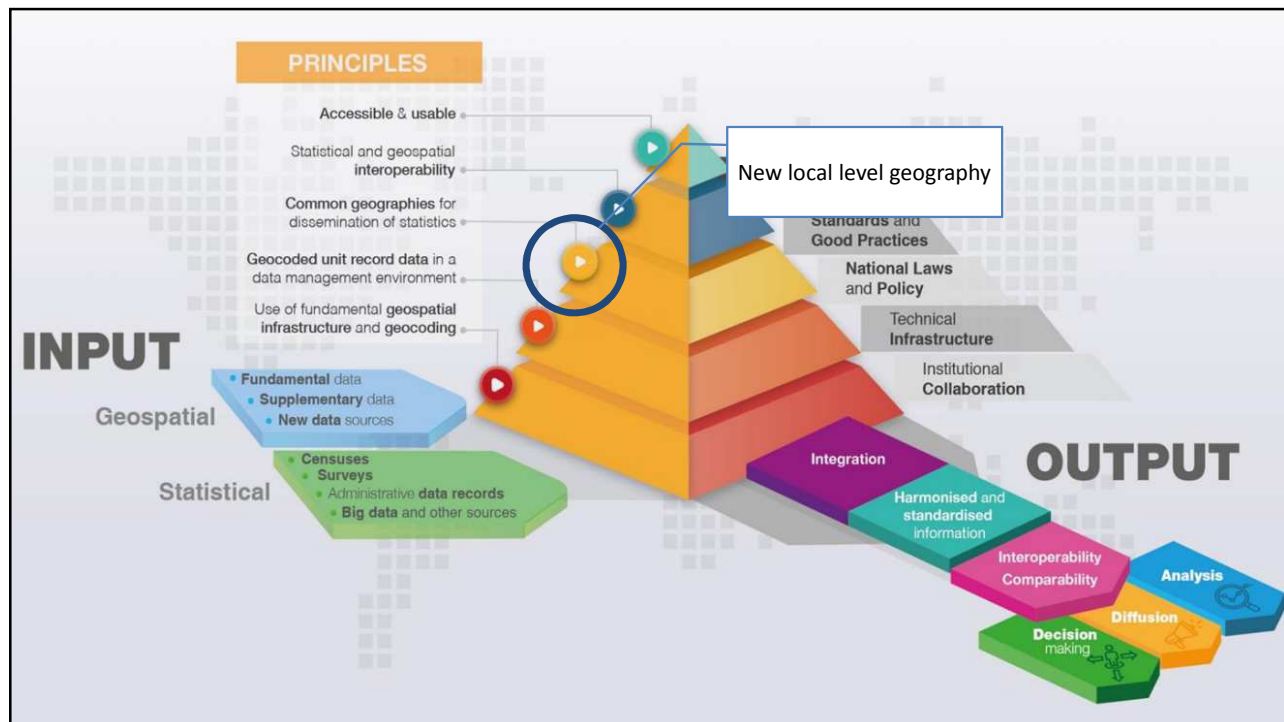 PRINCIPLES
Accessible & usable
Statistical and geospatial
interoperability
Common geographies for
dissemination of statistics
Geocoded unit record data in a
data management environment
Use of fundamental geospatial
infrastructure and geocoding
New local level geography
Standards and
Good Practices
National Laws
and Policy
Technical
Infrastructure
Institutional
Collaboration
INPUT
Geospatial
Fundamental data
Supplementary data
New data sources
Statistical
Censuses
Surveys
Administrative data records
Big data and other sources
OUTPUT
Integration
Harmonised and
standardised
information
Interoperability
Comparability
Analysis
Diffusion
Decision
making